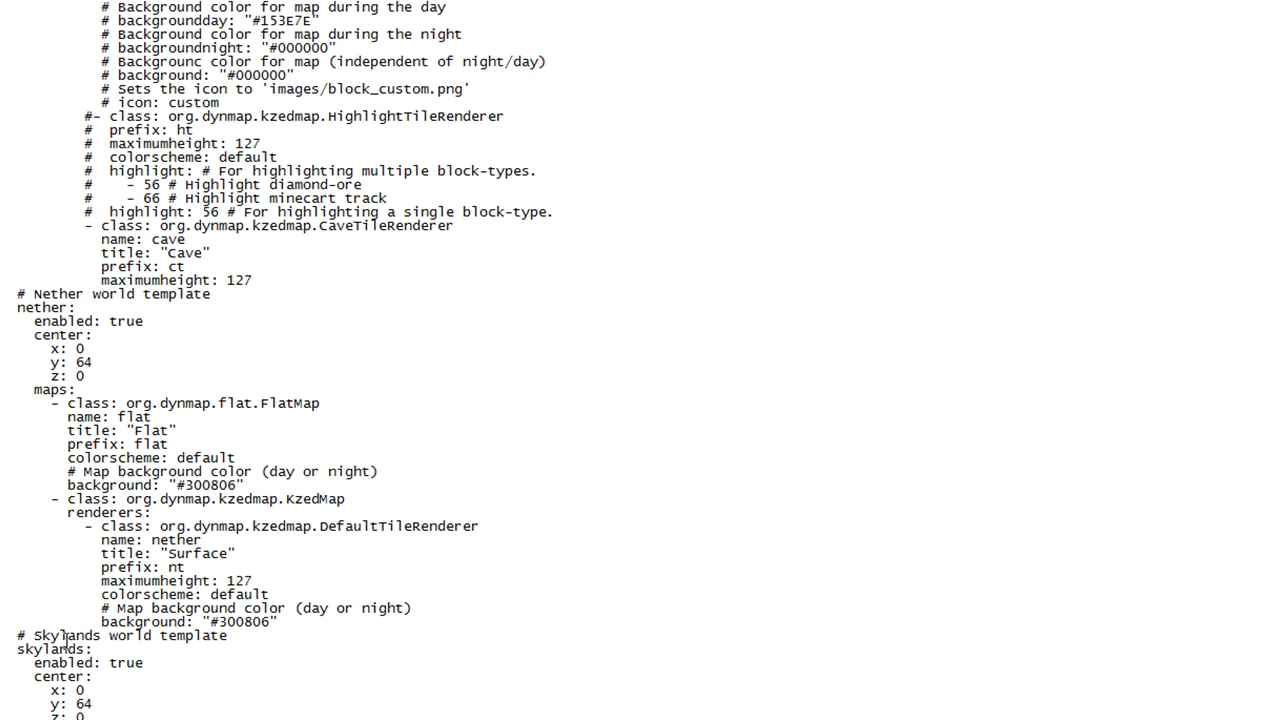 # Background color for map during the day
# backgroundday: "#153E7E"
# Background color for map during the night
# backgroundnight: "#000000"
# Backgrounc color for map (independent of night/day)
# background: "#000000"
# Sets the icon to 'images/block_custom.png'
# icon: custom
#- class: org.dynmap.kzedmap.HighlightTileRenderer
#  prefix: ht
#  maximumheight: 127
#  colorscheme: default
#  highlight: # For highlighting multiple block-types.
#    - 56 # Highlight diamond-ore
#    - 66 # Highlight minecart track
#  highlight: 56 # For highlighting a single block-type.
- class: org.dynmap.kzedmap.CaveTileRenderer
name: cave
title: "Cave"
prefix: ct
maximumheight: 127
# Nether world template
nether:
enabled: true
center:
x: 0
y: 64
z: 0
maps:
- class: org.dynmap.flat.FlatMap
name: flat
title: "Flat"
prefix: flat
colorscheme: default
# Map background color (day or night)
background: "#300806"
- class: org.dynmap.kzedmap.KzedMap
renderers:
- class: org.dynmap.kzedmap.DefaultTileRenderer
name: nether
title: "Surface"
prefix: nt
maximumheight: 127
colorscheme: default
# Map background color (day or night)
background: "#300806"
# Skylands world template
skylands:
enabled: true
center:
x: 0
y: 64
z: 0